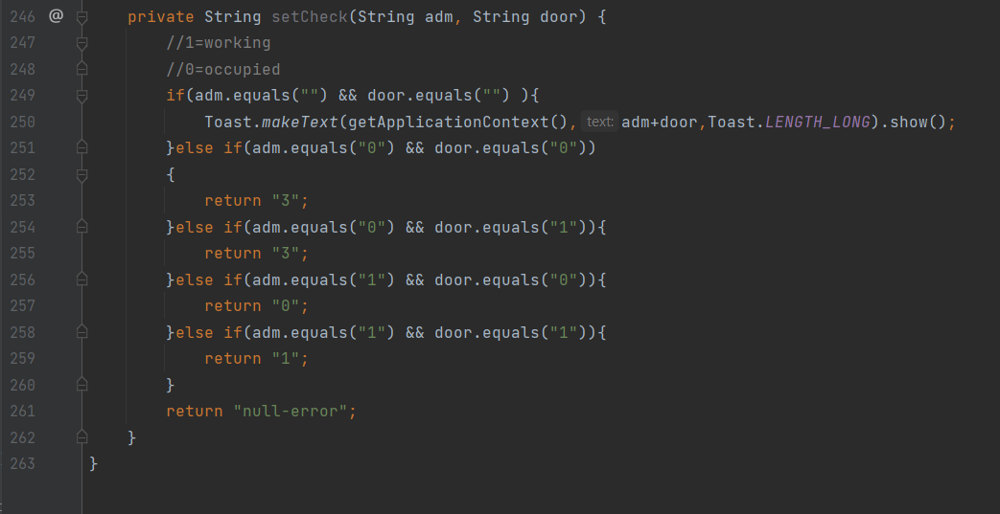 246 @ private String setCheck(String adm, String door) {
247 //1=working
248 //0=occupied
249 if(adm.equals("") && door.equals("") ){
250 Toast.makeText(getApplicationContext(), text: adm+door,Toast.LENGTH_LONG).show();
251 }else if(adm.equals("0") && door.equals("0"))
252 {
253 return "3";
254 }else if(adm.equals("0") && door.equals("1")){
255 return "3";
256 }else if(adm.equals("1") && door.equals("0")){
257 return "0";
258 }else if(adm.equals("1") && door.equals("1")){
259 return "1";
260 }
261 return "null-error";
262 }
263 }